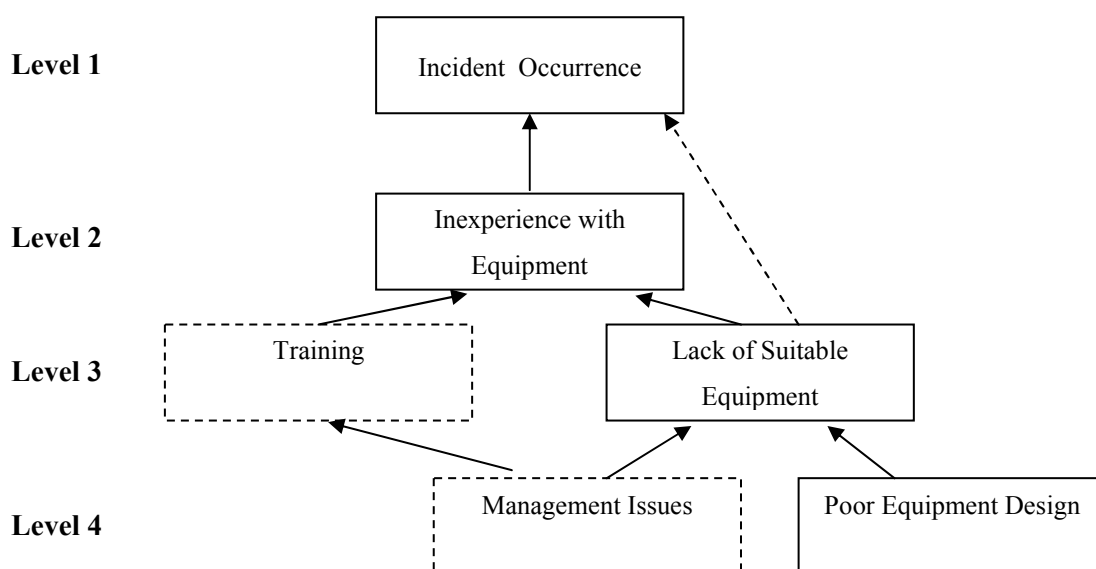 Level 1
Incident Occurrence
Level 2
Inexperience with
Equipment
Level 3
Training
Lack of Suitable
Equipment
Level 4
Management Issues
Poor Equipment Design